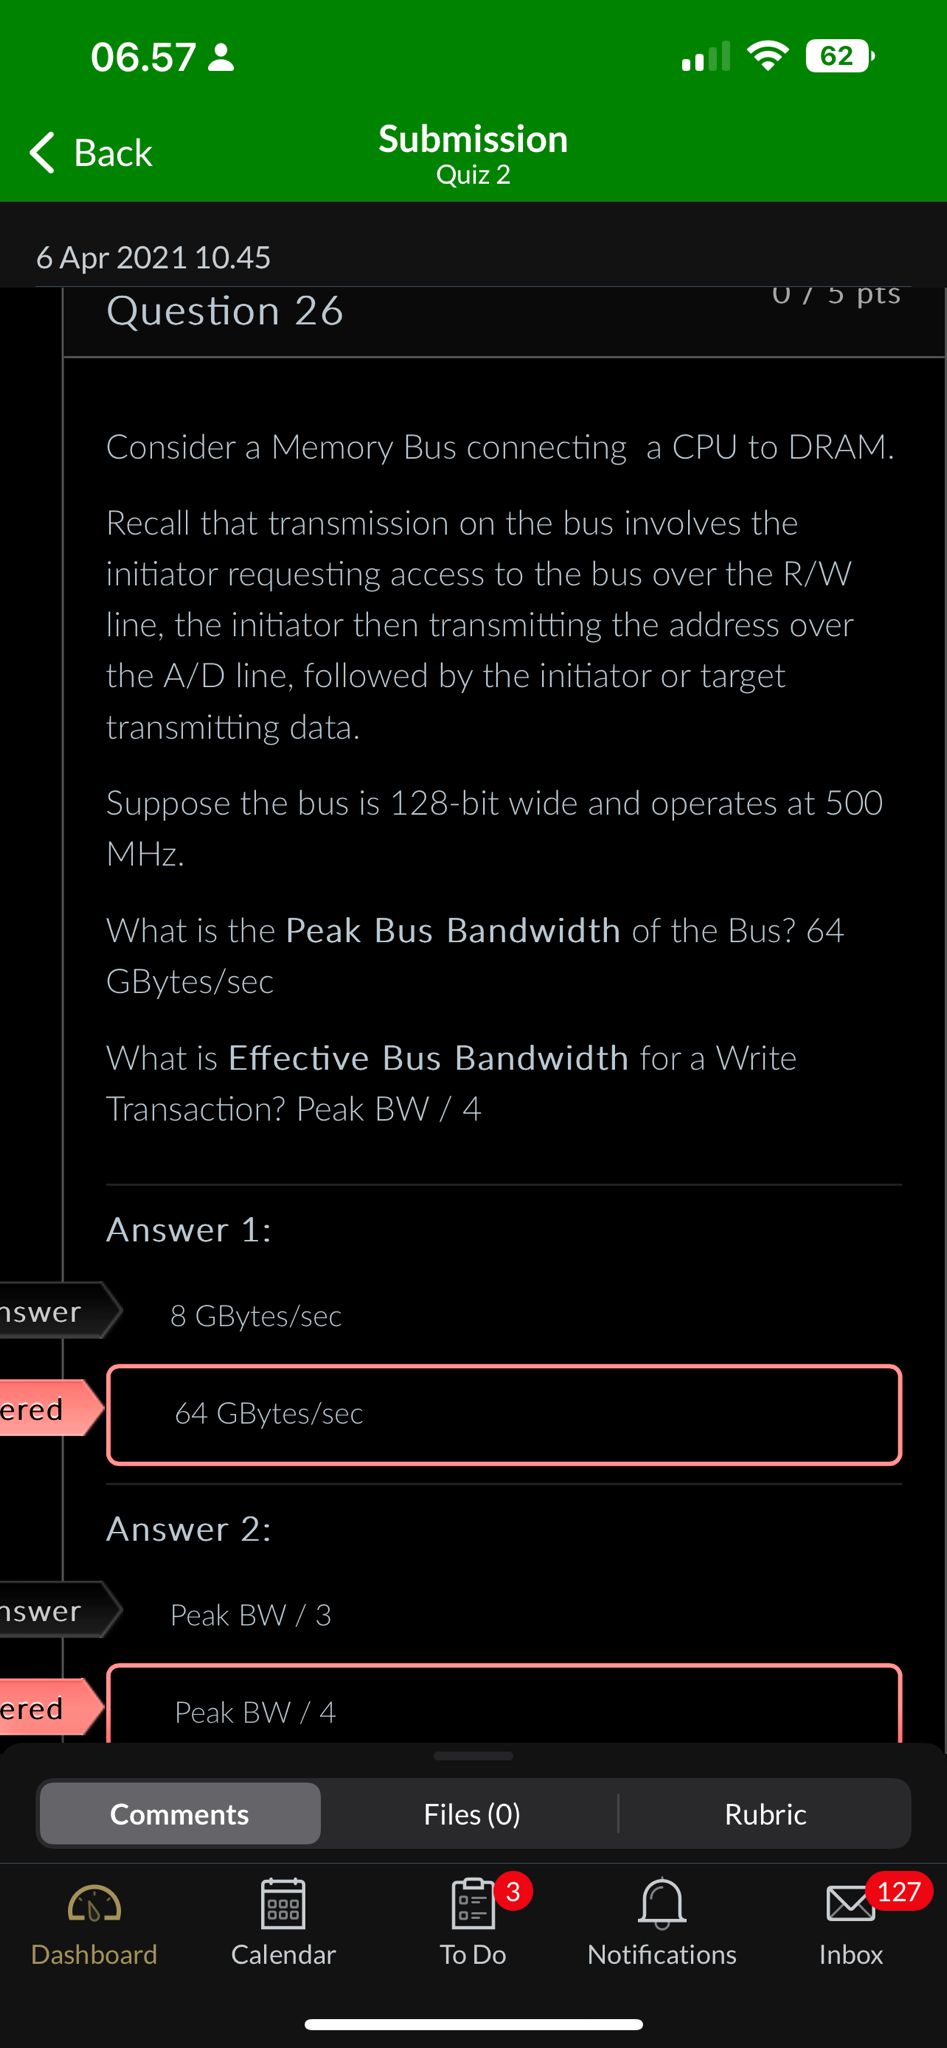 06.57
62
Back
Submission
Quiz 2
6 Apr 2021 10.45
0 / 5 pts
Question 26
Consider a Memory Bus connecting a CPU to DRAM.
Recall that transmission on the bus involves the
initiator requesting access to the bus over the R/W
line, the initiator then transmitting the address over
the A/D line, followed by the initiator or target
transmitting data.
Suppose the bus is 128-bit wide and operates at 500
MHz.
What is the Peak Bus Bandwidth of the Bus? 64
GBytes/sec
What is Effective Bus Bandwidth for a Write
Transaction? Peak BW / 4
Answer 1:
nswer
8 GBytes/sec
ered
64 GBytes/sec
Answer 2:
nswer
Peak BW / 3
ered
Peak BW / 4
Comments
Files (0)
Rubric
3
127
Dashboard
Calendar
To Do
Notifications
Inbox